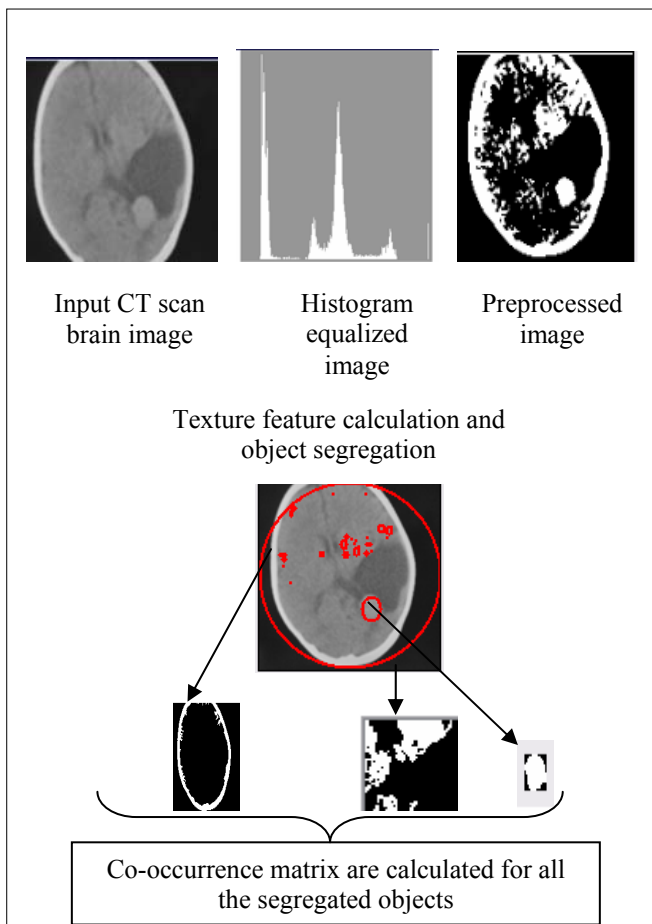 Input CT scan
brain image
Histogram
equalized
image
Preprocessed
image
Texture feature calculation and
object segregation
Co-occurrence matrix are calculated for all
the segregated objects